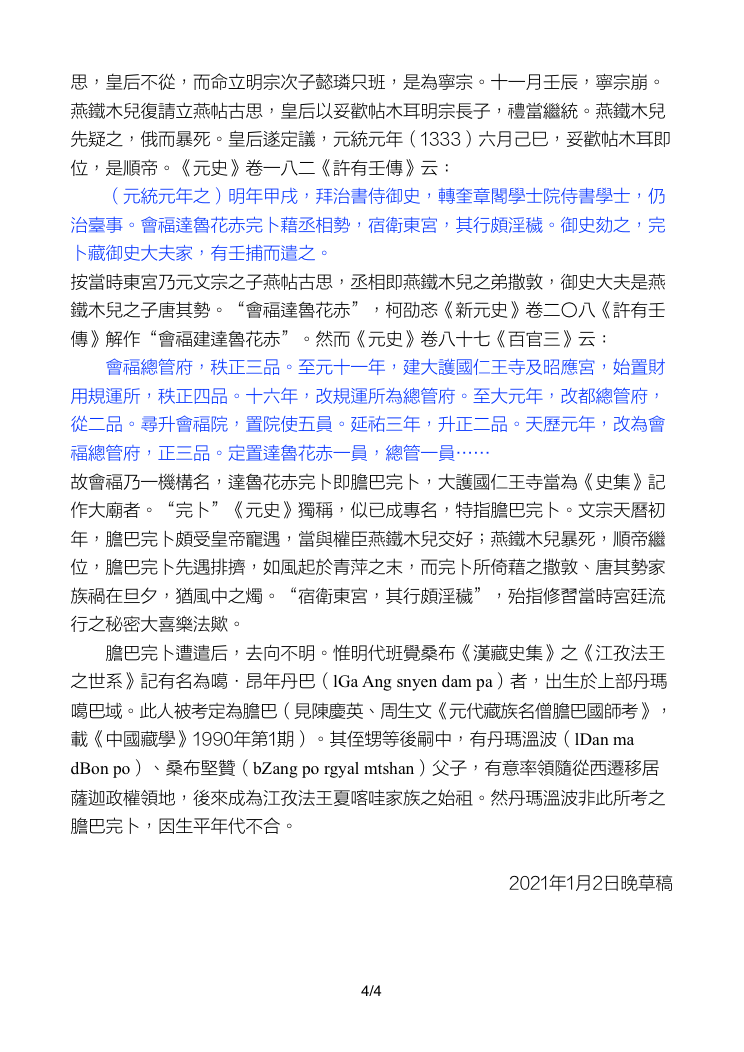 思，皇后不從，而命立明宗次子懿璘只班，是為寧宗。十一月壬辰，寧宗崩。
燕鐵木兒復請立燕帖古思，皇后以妥歡帖木耳明宗長子，禮當繼統。燕鐵木兒
先疑之，俄而暴死。皇后遂定議，元統元年（1333）六月己巳，妥歡帖木耳即
位，是順帝。《元史》卷一八二《許有壬傳》云：
（元統元年之）明年甲戌，拜治書侍御史，轉奎章閣學士院侍書學士，仍
治臺事。會福達魯花赤完卜藉丞相勢，宿衛東宮，其行頗淫穢。御史劾之，完
卜藏御史大夫家，有壬捕而遣之。
按當時東宮乃元文宗之子燕帖古思，丞相即燕鐵木兒之弟撒敦，御史大夫是燕
鐵木兒之子唐其勢。“會福達魯花赤”，柯劭忞《新元史》卷二〇八《許有壬
傳》解作“會福建達魯花赤”。然而《元史》卷八十七《百官三》云：
會福總管府，秩正三品。至元十一年，建大護國仁王寺及昭應宮，始置財
用規運所，秩正四品。十六年，改規運所為總管府。至大元年，改都總管府，
從二品。尋升會福院，置院使五員。延祐三年，升正二品。天歷元年，改為會
福總管府，正三品。定置達魯花赤一員，總管一員⋯⋯
故會福乃一機構名，達魯花赤完卜即膽巴完卜，大護國仁王寺當為《史集》記
作大廟者。“完卜”《元史》獨稱，似已成專名，特指膽巴完卜。文宗天曆初
年，膽巴完卜頗受皇帝寵遇，當與權臣燕鐵木兒交好；燕鐵木兒暴死，順帝繼
位，膽巴完卜先遇排擠，如風起於青萍之末，而完卜所倚藉之撒敦、唐其勢家
族禍在旦夕，猶風中之燭。“宿衛東宮，其行頗淫穢”，殆指修習當時宮廷流
行之秘密大喜樂法歟。
膽巴完卜遭遣后，去向不明。惟明代班覺桑布《漢藏史集》之《江孜法王
之世系》記有名為噶．昂年丹巴（lGa Ang snyen dam pa）者，出生於上部丹瑪
噶巴域。此人被考定為膽巴（見陳慶英、周生文《元代藏族名僧膽巴國師考》，
載《中國藏學》1990年第1期）。其侄甥等後嗣中，有丹瑪溫波（lDan ma
dBon po）、桑布堅贊（bZang po rgyal mtshan）父子，有意率領隨從西遷移居
薩迦政權領地，後來成為江孜法王夏喀哇家族之始祖。然丹瑪溫波非此所考之
膽巴完卜，因生平年代不合。
2021年1月2日晚草稿
4/4